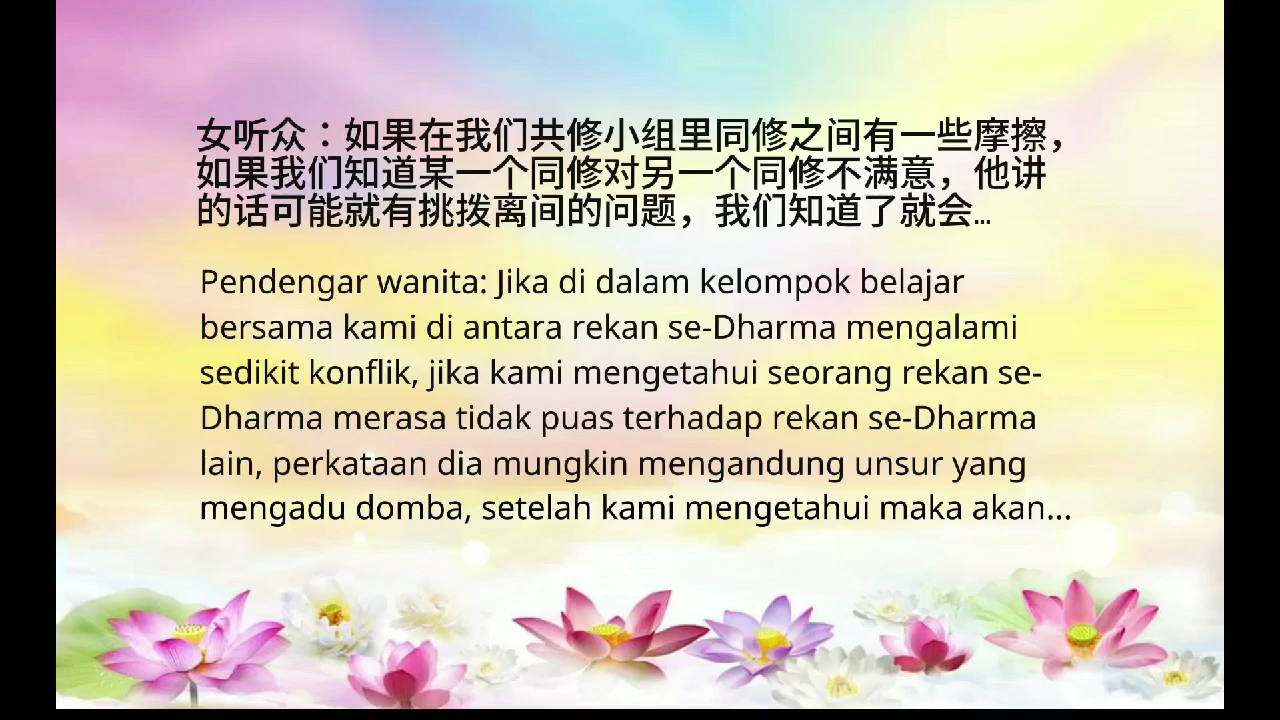 女听众：如果在我们共修小组里同修之间有一些摩擦，
如果我们知道某一个同修对另一个同修不满意，他讲
的话可能就有挑拨离间的问题，我们知道了就会...
Pendengar wanita: Jika di dalam kelompok belajar
bersama kami di antara rekan se-Dharma mengalami
sedikit konflik, jika kami mengetahui seorang rekan se-
Dharma merasa tidak puas terhadap rekan se-Dharma
lain, perkataan dia mungkin mengandung unsur yang
mengadu domba, setelah kami mengetahui maka akan...